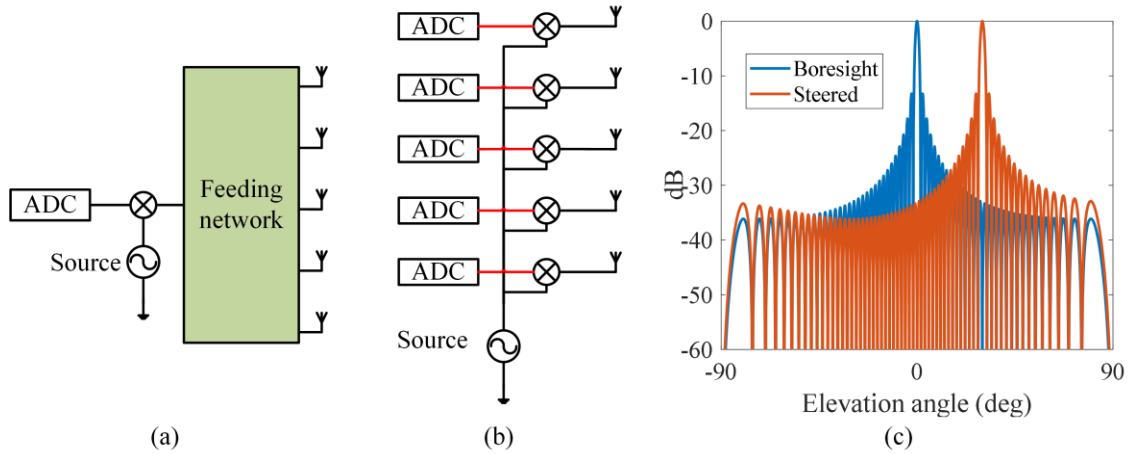 ADC
Feeding
network
Source
(a)
ADC
ADC
ADC
ADC
ADC
Source
(b)
0
-10
-20
-30
-40
-50
-60
dB
Boresight
Steered
-90
0
90
Elevation angle (deg)
(c)